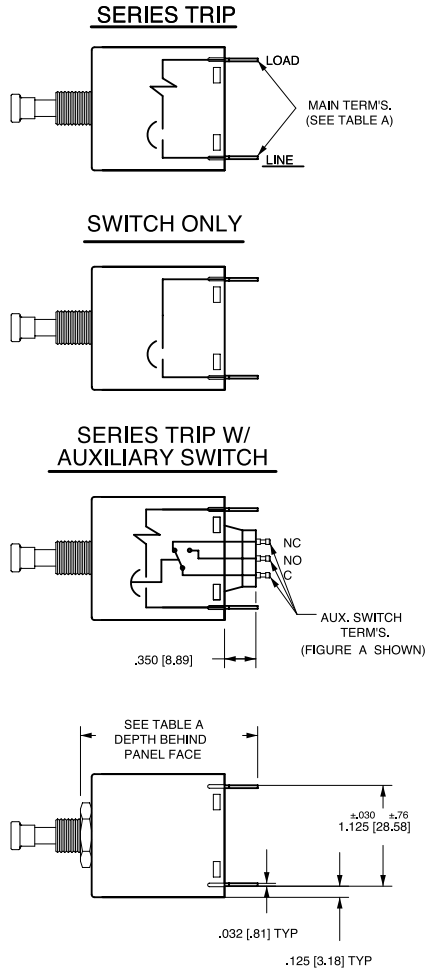 SERIES TRIP
LOAD
MAIN TERM'S.
(SEE TABLE A)
LINE
SWITCH ONLY
SERIES TRIP W/
AUXILIARY SWITCH
NC
NO
C
AUX. SWITCH
TERM'S.
(FIGURE A SHOWN)
.350 [8.89]
SEE TABLE A
DEPTH BEHIND
PANEL FACE
±.030 ±.76
1.125 [28.58]
.032 [.81] TYP
.125 [3.18] TYP